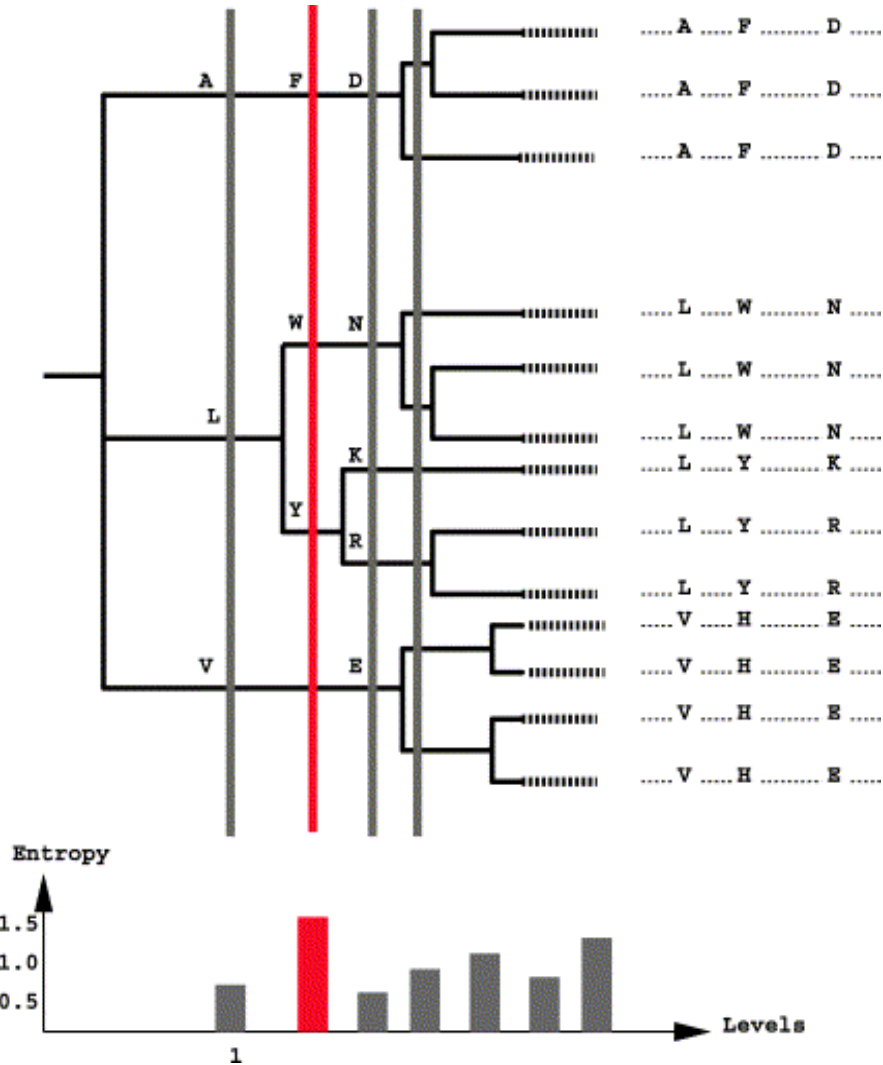 ..... A ..... F .......... D .....
A F D
..... A ..... F .......... D .....
..... A ..... F .......... D .....
..... L ..... W .......... N .....
W N
..... L ..... W .......... N .....
L
..... L ..... W .......... N .....
K
..... L ..... Y .......... K .....
Y
..... L ..... Y .......... R .....
R
..... L ..... Y .......... R .....
..... V ..... H .......... E .....
V E
..... V ..... H .......... E .....
..... V ..... H .......... E .....
..... V ..... H .......... E .....
Entropy
1.5
1.0
0.5
Levels
1